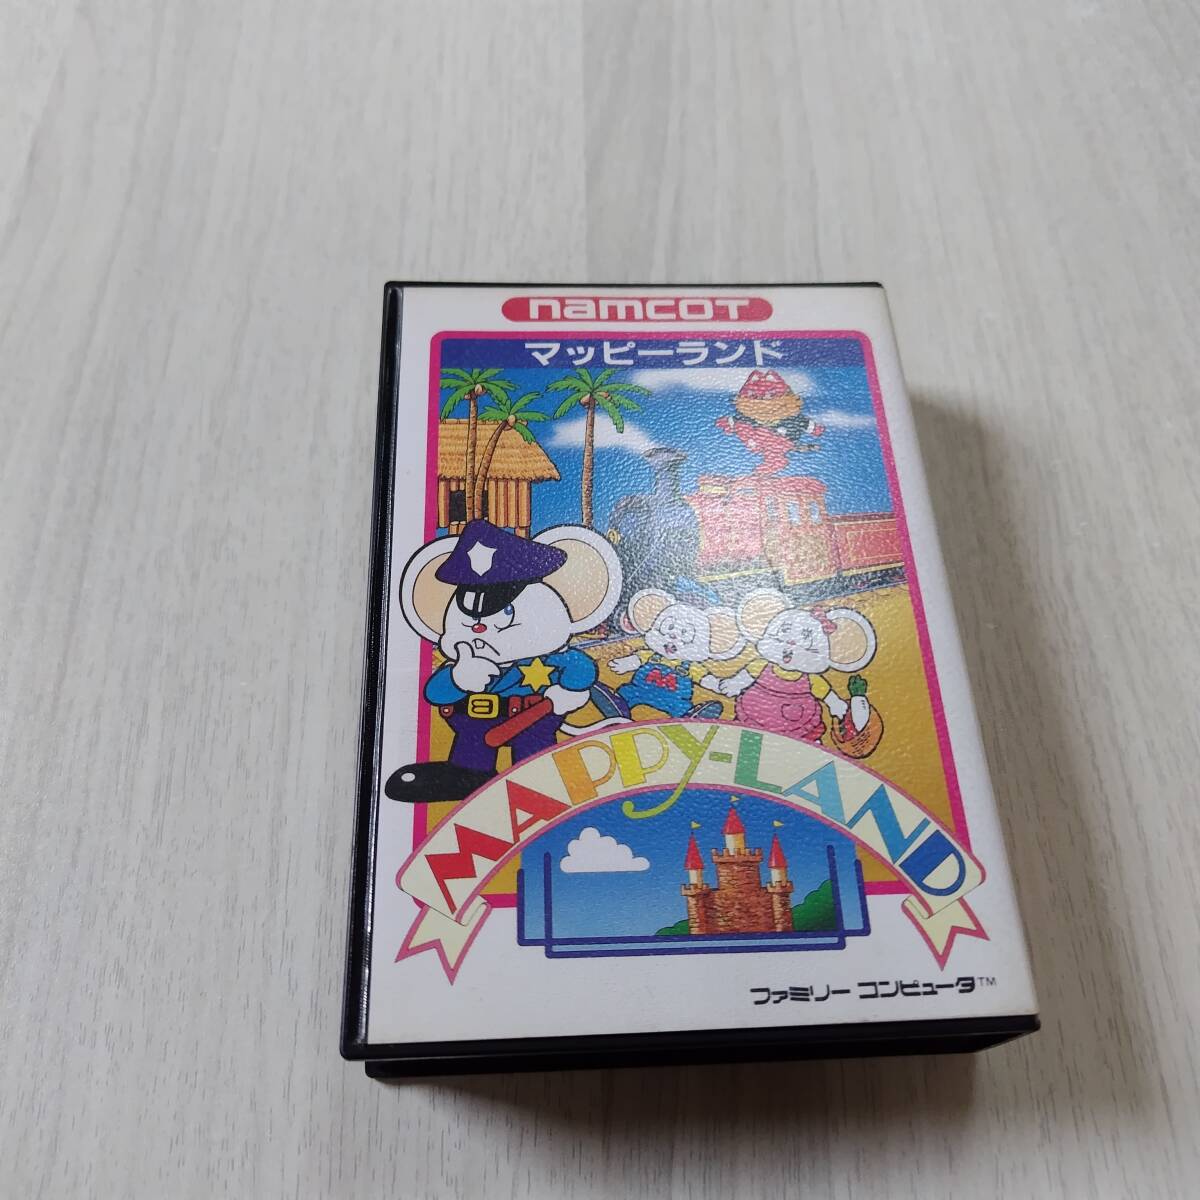 namcot
マッピーランド
M
MAPPY-LAND
ファミリー コンピュータ™